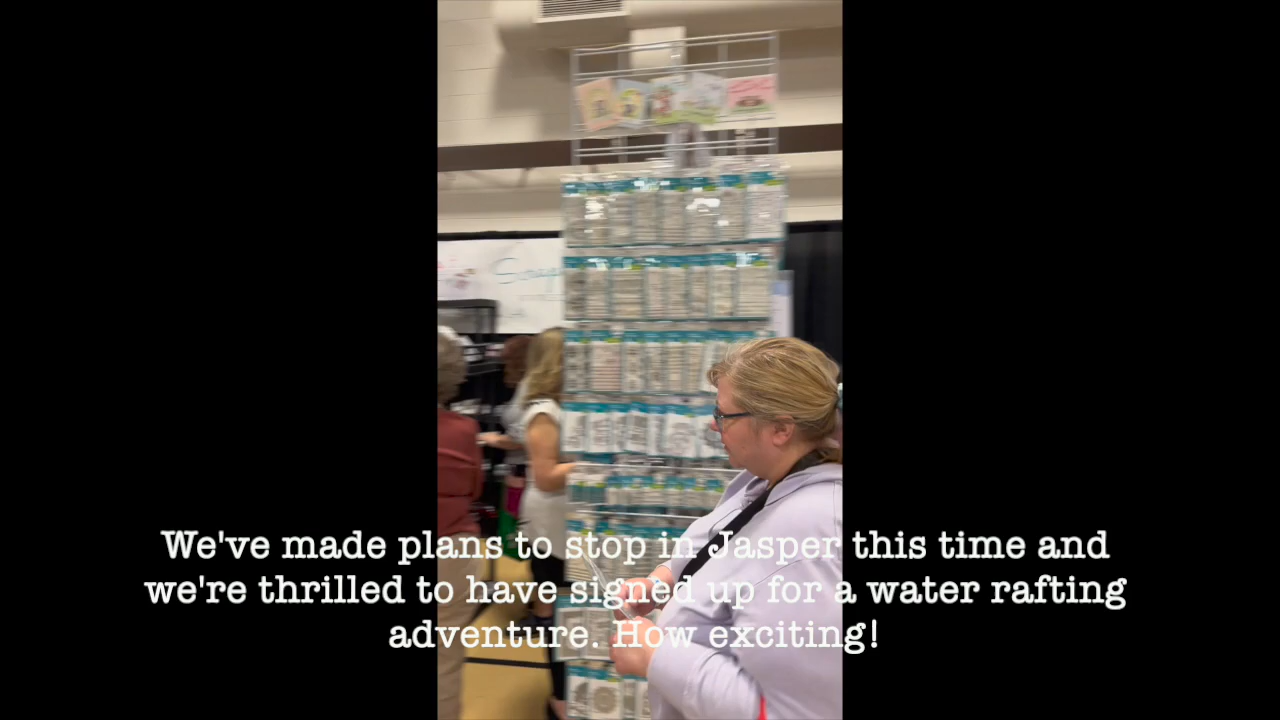 We've made plans to stop in Jasper this time and
we're thrilled to have signed up for a water rafting
adventure. How exciting!